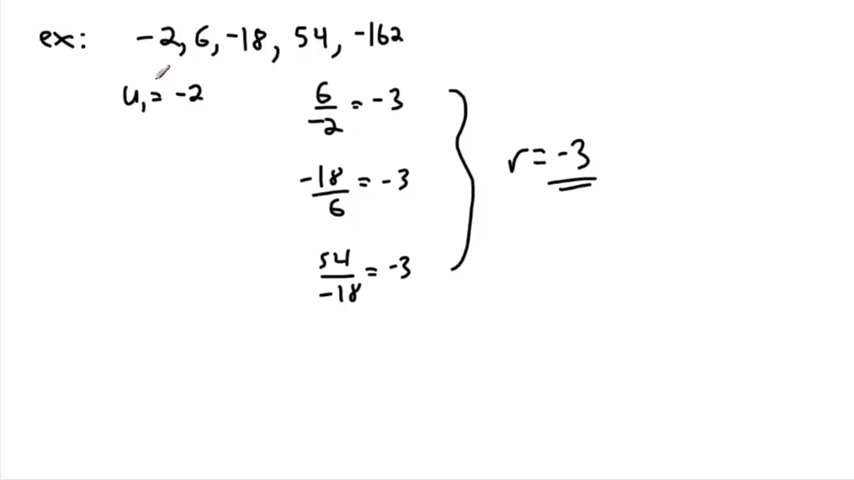 ex: -2, 6, -18, 54, -162
u₁ = -2
6/-2 = -3
-18/6 = -3
r = -3
54/-18 = -3